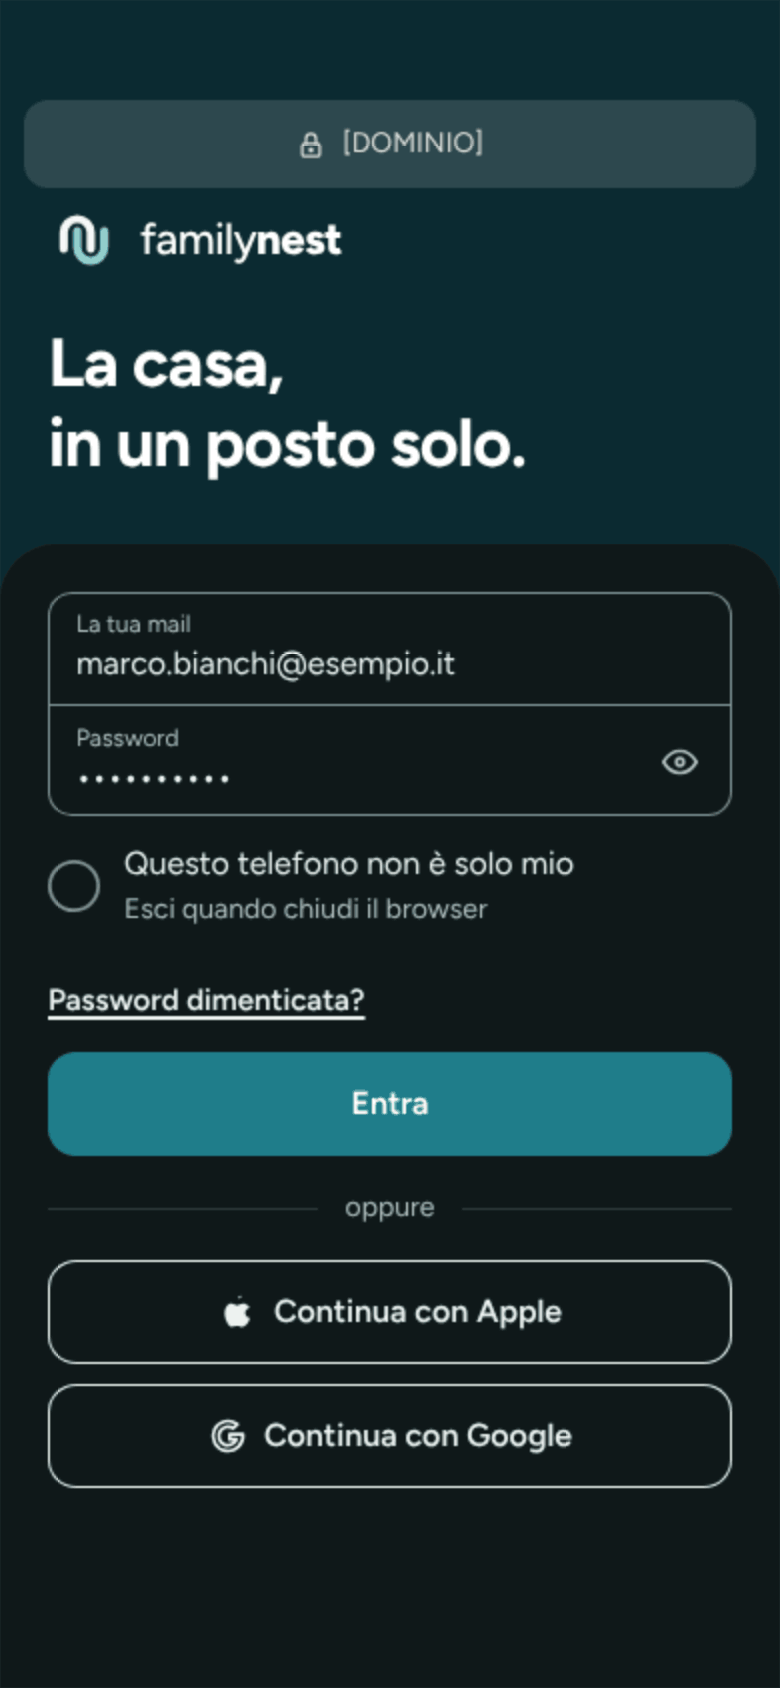 [DOMINIO]
familynest
La casa,
in un posto solo.
La tua mail
marco.bianchi@esempio.it
Password
••••••••••
Questo telefono non è solo mio
Esci quando chiudi il browser
Password dimenticata?
Entra
oppure
Continua con Apple
Continua con Google